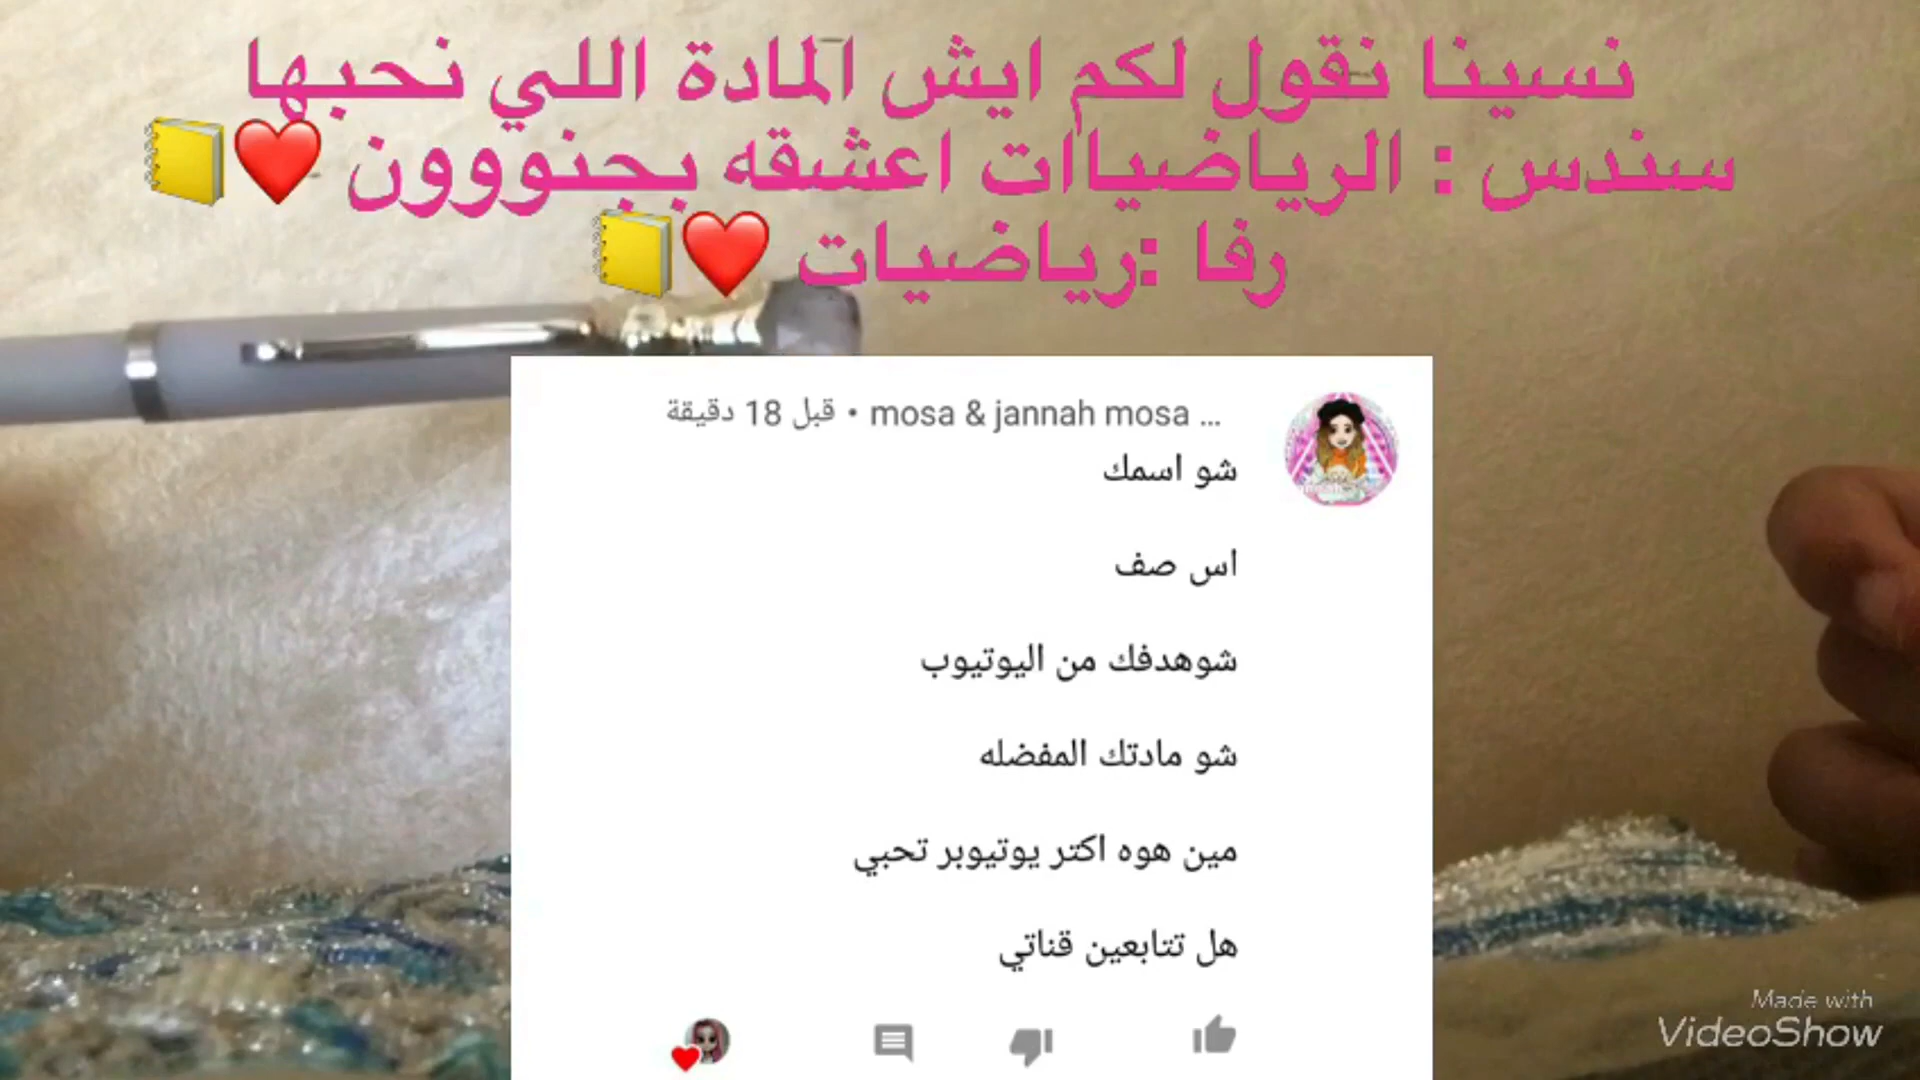 نسينا نقول لكم ايش المادة اللي نحبها
سندس : الرياضياات اعشقه بجنوووون ❤️📒
رفا :رياضيات ❤️📒
mosa & jannah mosa ... • قبل 18 دقيقة
شو اسمك
اس صف
شوهدفك من اليوتيوب
شو مادتك المفضله
مين هوه اكتر يوتيوبر تحبي
هل تتابعين قناتي
Made with
VideoShow